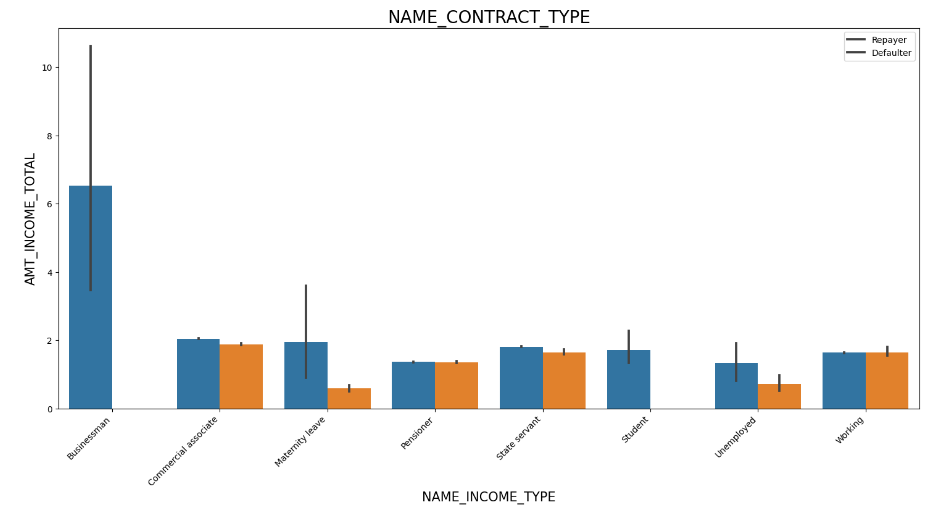 NAME_CONTRACT_TYPE
Repayer
Defaulter
AMT_INCOME_TOTAL
10
8
6
4
2
0
Businessman
Commercial associate
Maternity leave
Pensioner
State servant
Student
Unemployed
Working
NAME_INCOME_TYPE